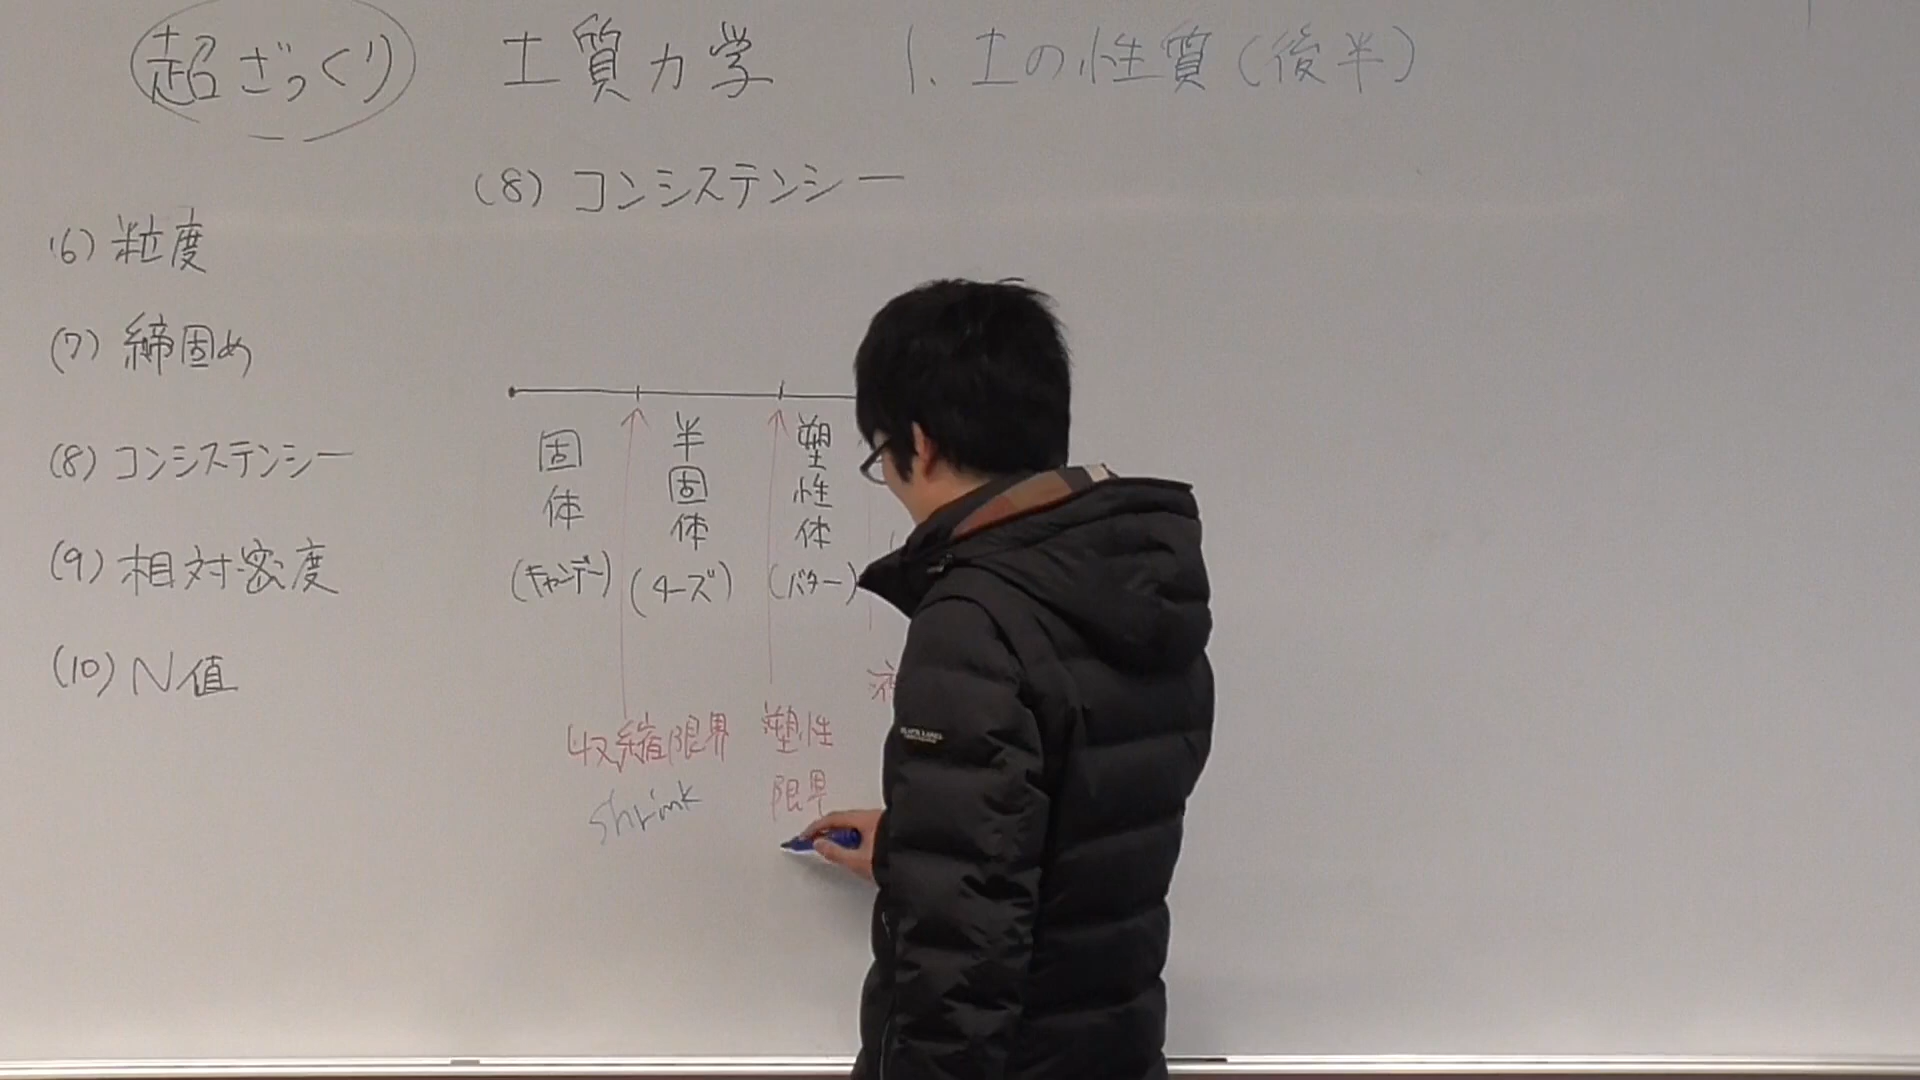 超ざっくり 土質力学 1. 土の性質(後半)
(8) コンシステンシー
(6) 粒度
(7) 締固め
(8) コンシステンシー
(9) 相対密度
(10) N値
固体
(キャンデー)
半固体
(チーズ)
塑性体
(バター)
収縮限界
shrink
塑性
限界
液